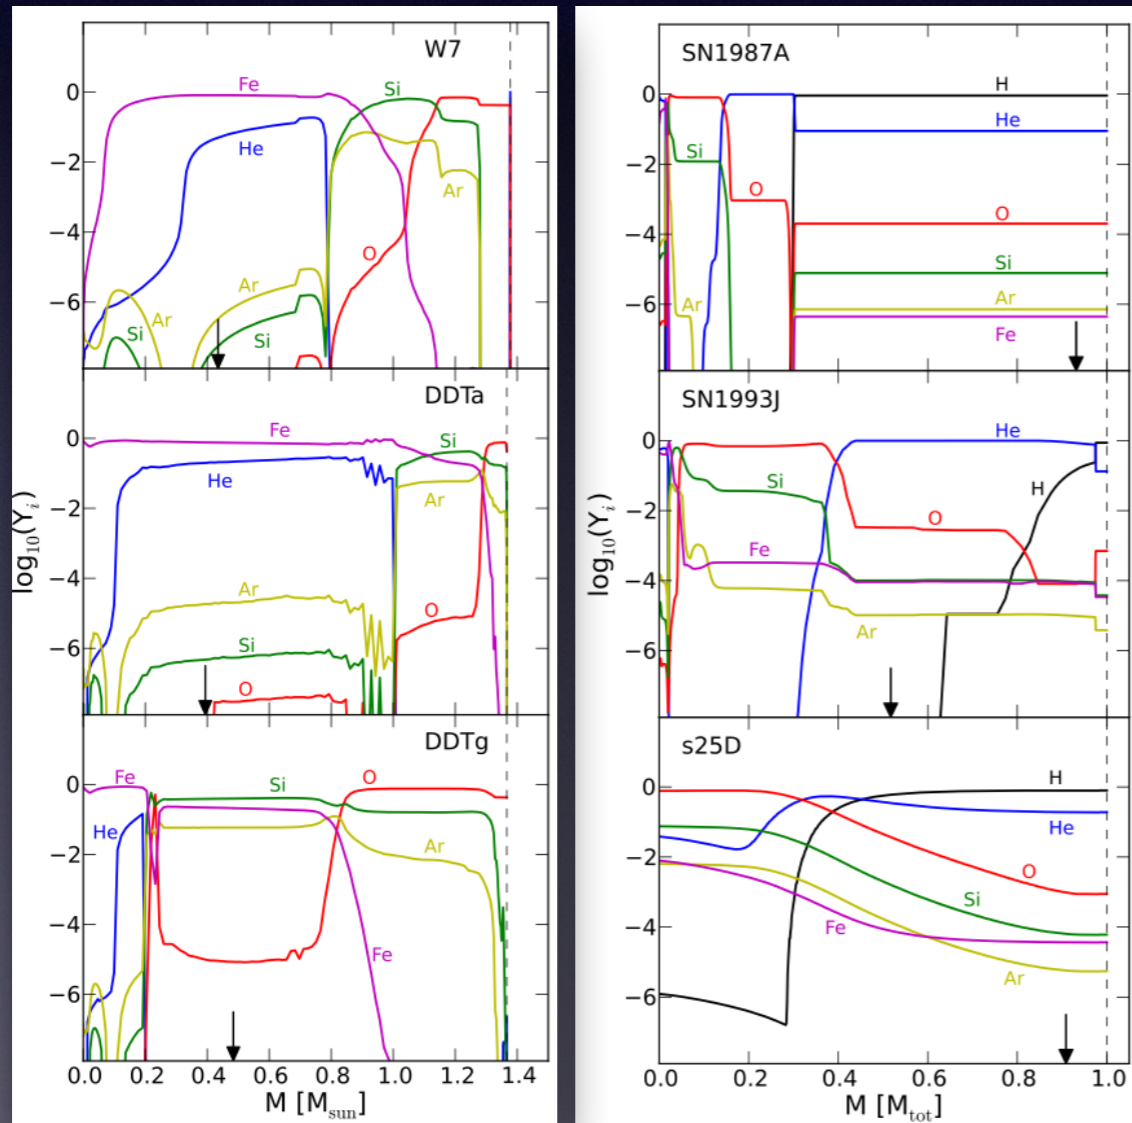 W7
0
−2
−4
−6
Fe
He
Si
Ar
O
Ar
Si
Ar
Si
DDTa
0
−2
−4
−6
Fe
He
Si
Ar
Ar
Si
O
O
DDTg
0
−2
−4
−6
Fe
He
Si
O
Ar
Fe
log₁₀(Yᵢ)
0.0 0.2 0.4 0.6 0.8 1.0 1.2 1.4
M [M_sun]
SN1987A
0
−2
−4
−6
H
He
Si
O
O
Si
Ar
Ar
Fe
SN1993J
0
−2
−4
−6
He
H
Si
O
Fe
Ar
s25D
0
−2
−4
−6
H
He
O
Si
Fe
Ar
log₁₀(Yᵢ)
0.0 0.2 0.4 0.6 0.8 1.0
M [M_tot]